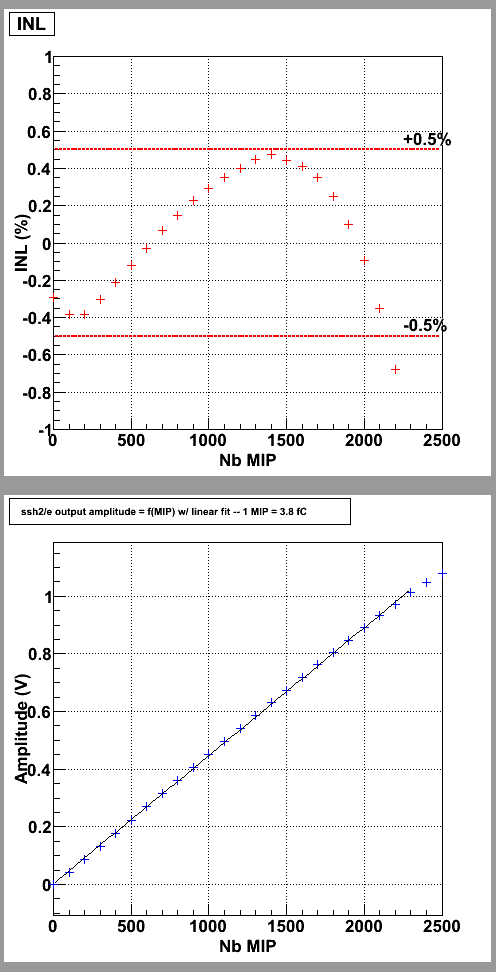 INL
1
0.8
0.6
+0.5%
0.4
0.2
0
-0.2
-0.4
-0.5%
-0.6
-0.8
-1
INL (%)
0 500 1000 1500 2000 2500
Nb MIP
ssh2/e output amplitude = f(MIP) w/ linear fit -- 1 MIP = 3.8 fC
1
0.8
0.6
0.4
0.2
0
Amplitude (V)
0 500 1000 1500 2000 2500
Nb MIP